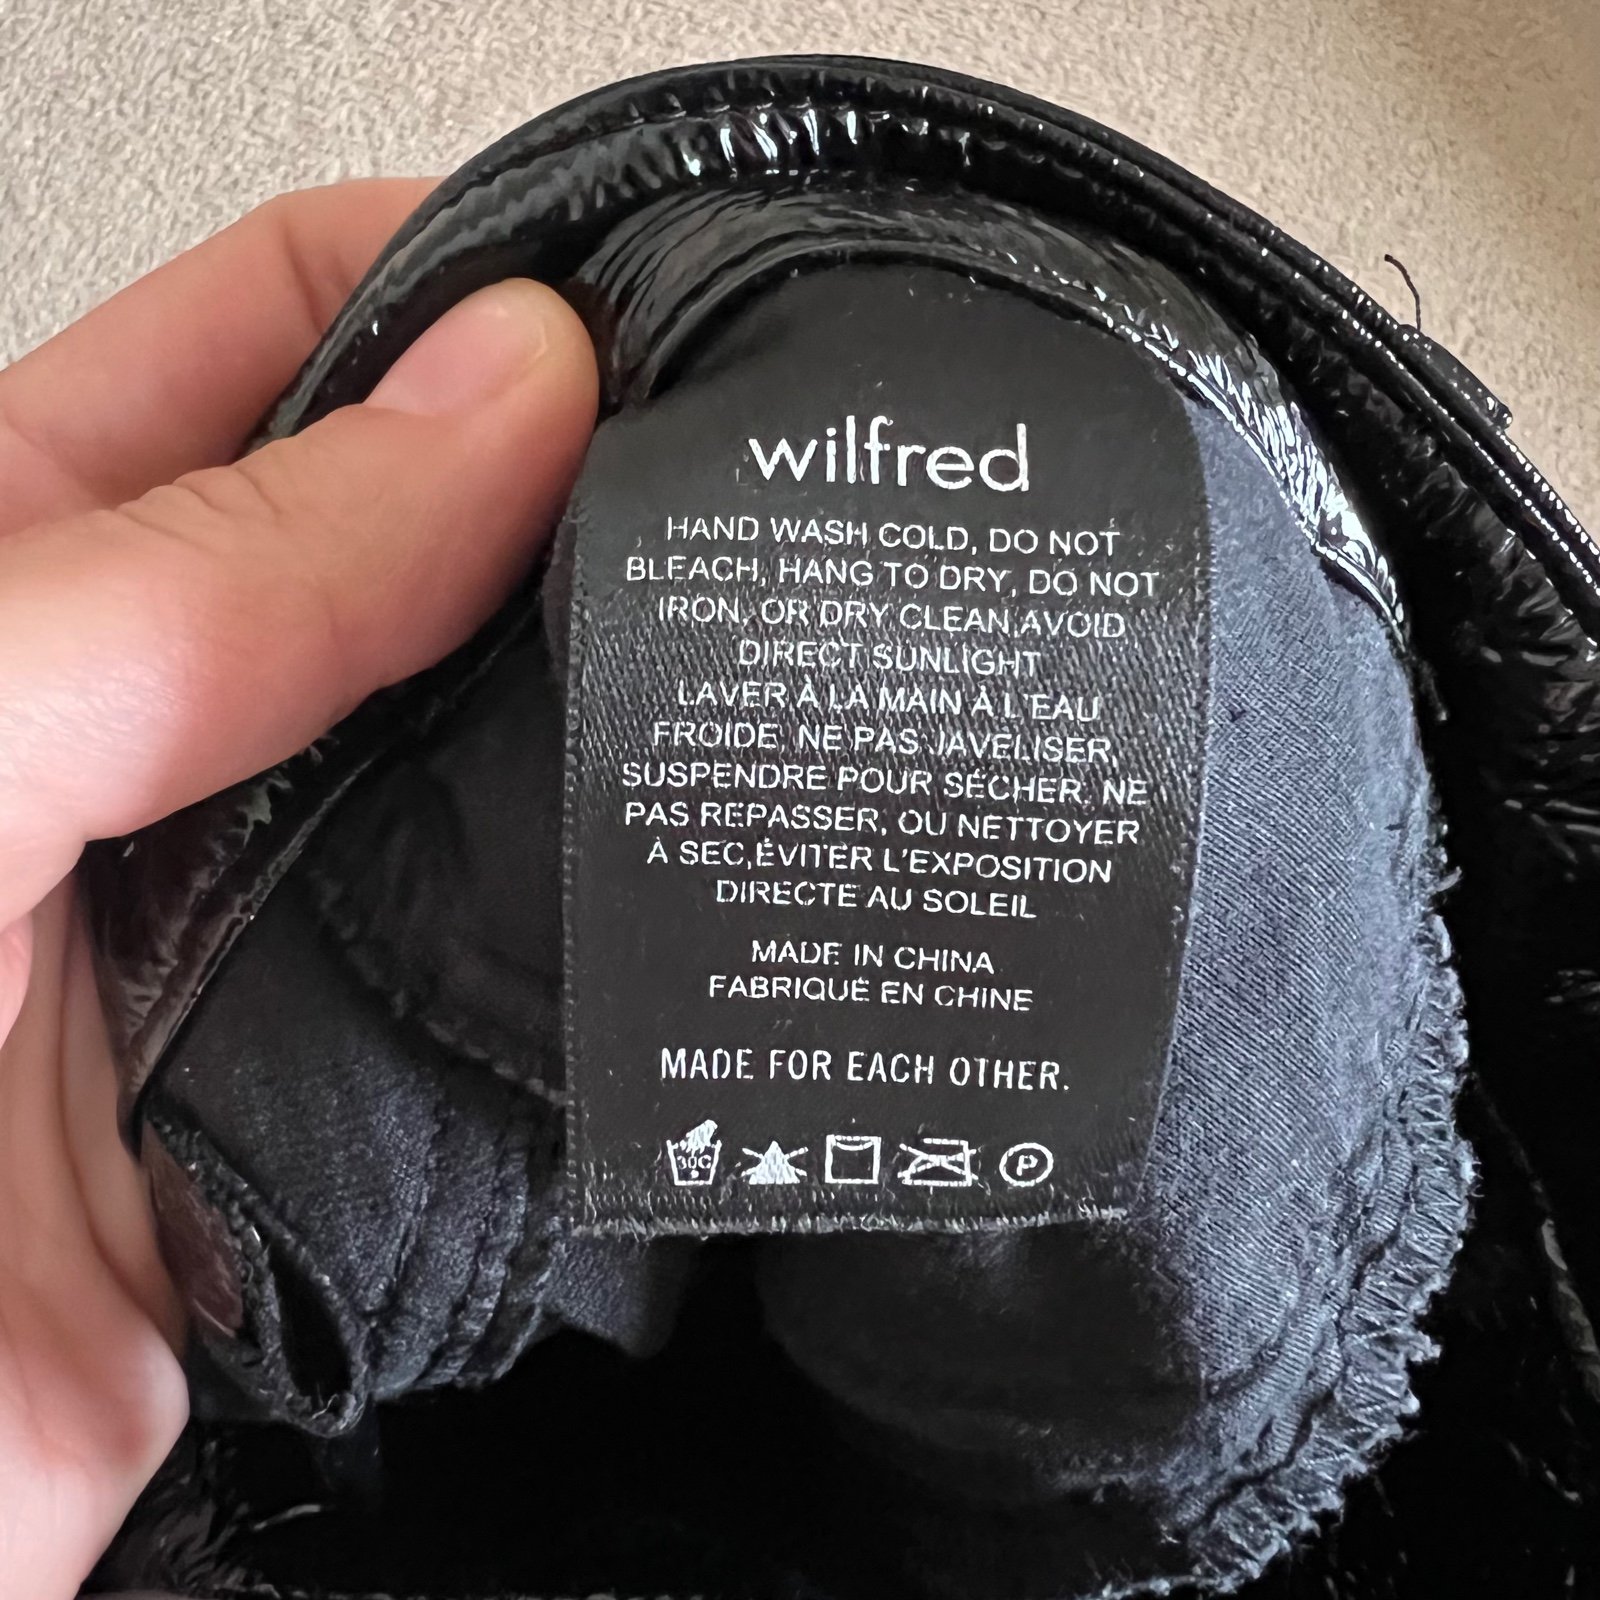 wilfred
HAND WASH COLD, DO NOT
BLEACH, HANG TO DRY, DO NOT
IRON, OR DRY CLEAN,AVOID
DIRECT SUNLIGHT
LAVER À LA MAIN À L'EAU
FROIDE, NE PAS JAVELISER,
SUSPENDRE POUR SÉCHER, NE
PAS REPASSER, OU NETTOYER
À SEC,ÉVITER L'EXPOSITION
DIRECTE AU SOLEIL
MADE IN CHINA
FABRIQUÉ EN CHINE
MADE FOR EACH OTHER.
30C P